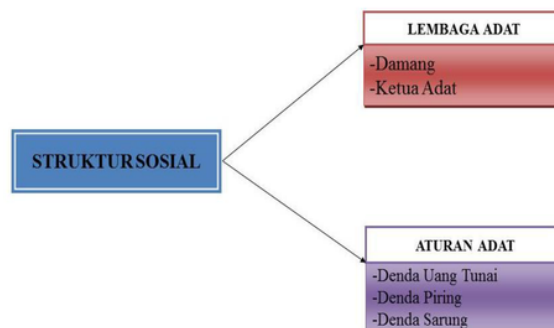 LEMBAGA ADAT
-Damang
-Ketua Adat
STRUKTUR SOSIAL
ATURAN ADAT
-Denda Uang Tunai
-Denda Piring
-Denda Sarung